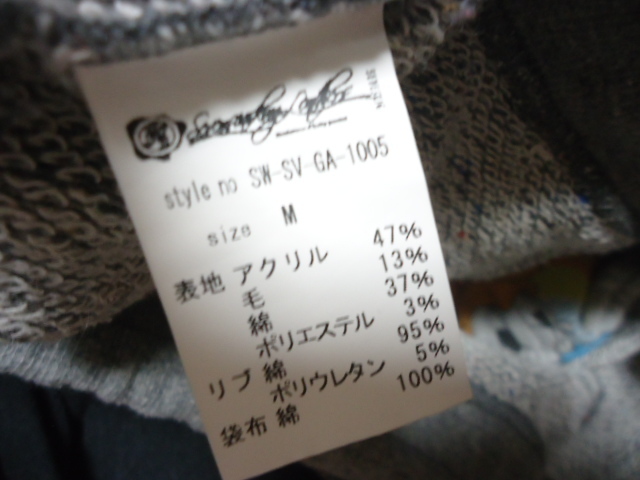 style no SW-SV-GA-1005
size M
表地 アクリル 47%
毛 13%
綿 37%
ポリエステル 3%
リブ 綿 95%
ポリウレタン 5%
袋布 綿 100%